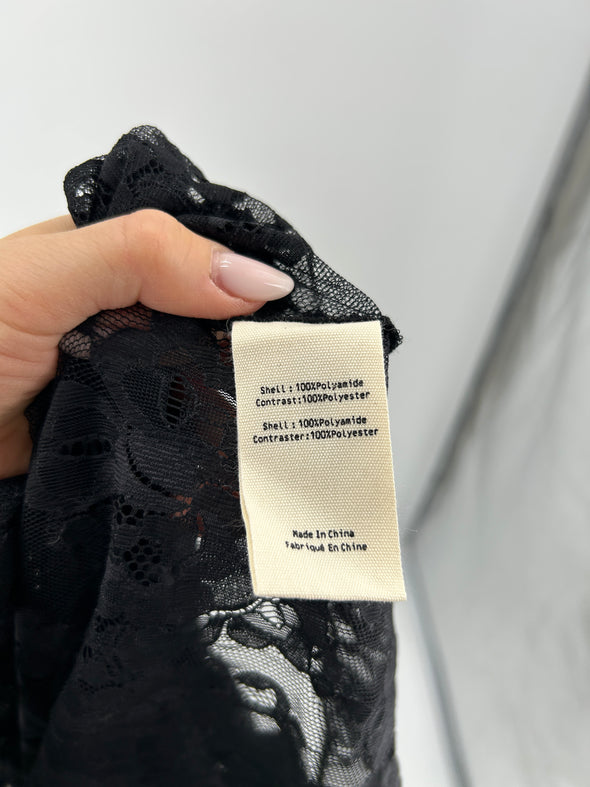 Shell : 100%Polyamide
Contrast:100%Polyester
Shell : 100%Polyamide
Contraster:100%Polyester
Made In China
Fabriqué En Chine